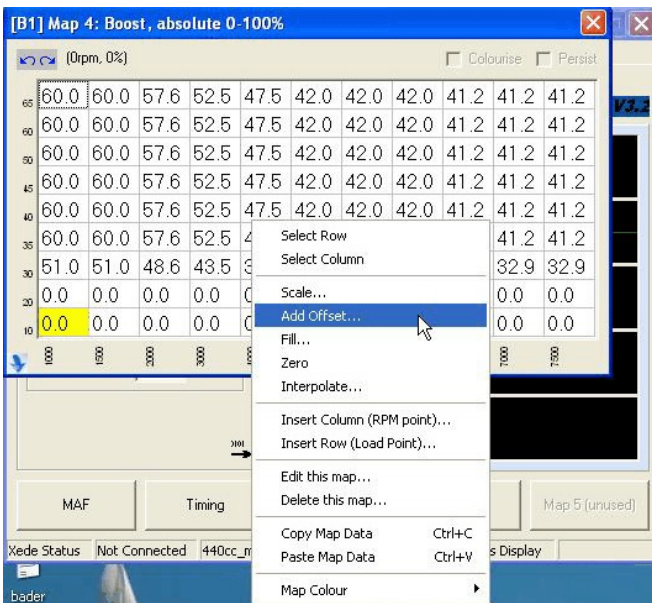 [B1] Map 4: Boost, absolute 0-100%
(0rpm, 0%) Colourise Persist
65 60.0 60.0 57.6 52.5 47.5 42.0 42.0 42.0 41.2 41.2 41.2
V3.2
60 60.0 60.0 57.6 52.5 47.5 42.0 42.0 42.0 41.2 41.2 41.2
50 60.0 60.0 57.6 52.5 47.5 42.0 42.0 42.0 41.2 41.2 41.2
45 60.0 60.0 57.6 52.5 47.5 42.0 42.0 42.0 41.2 41.2 41.2
40 60.0 60.0 57.6 52.5 47.5 42.0 42.0 42.0 41.2 41.2 41.2
35 60.0 60.0 57.6 52.5 4 41.2 41.2
30 51.0 51.0 48.6 43.5 3 32.9 32.9
20 0.0 0.0 0.0 0.0 0 0.0 0.0
10 0.0 0.0 0.0 0.0 0 0.0 0.0
1000 1500 2000 3000 7000 7500
Select Row
Select Column
Scale...
Add Offset...
Fill...
Zero
Interpolate...
Insert Column (RPM point)...
Insert Row (Load Point)...
Edit this map...
Delete this map...
Copy Map Data Ctrl+C
Paste Map Data Ctrl+V
Map Colour
MAF Timing Map 5 (unused)
Xede Status Not Connected 440cc_m s Display
bader